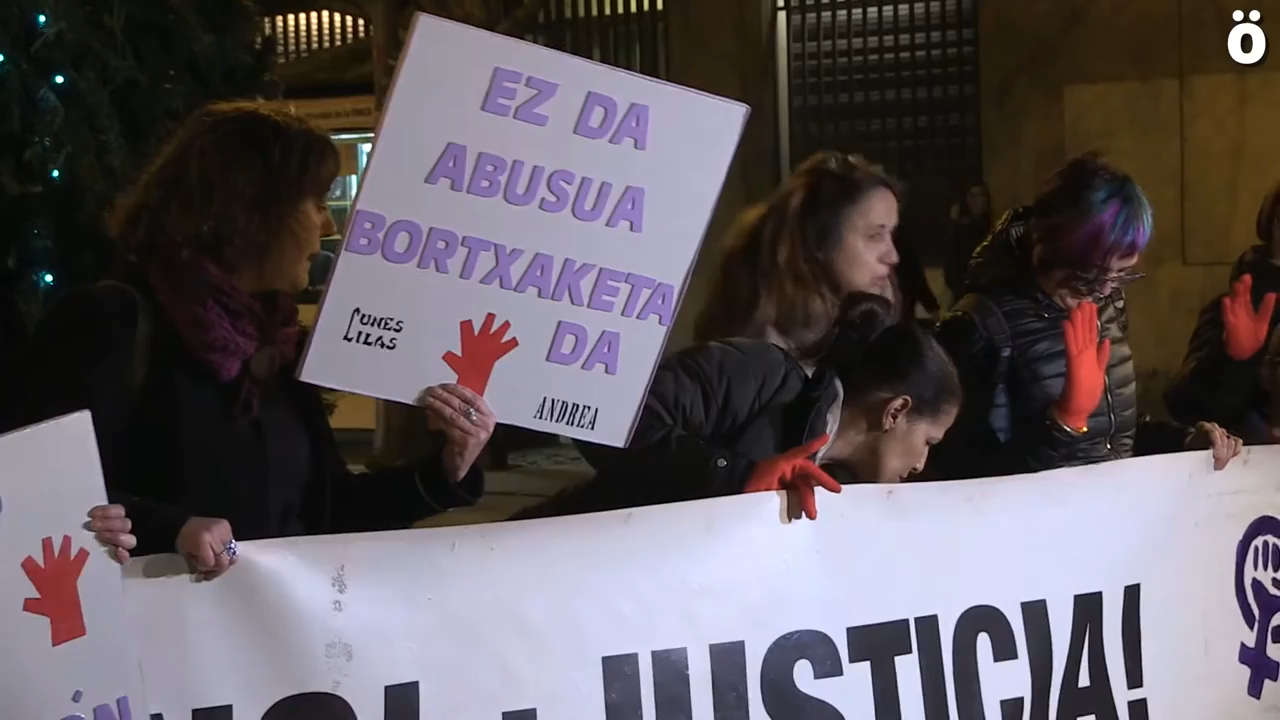 EZ DA
ABUSUA
BORTXAKETA
DA
LUNES
LILAS
ANDREA
JUSTICIA!
ö